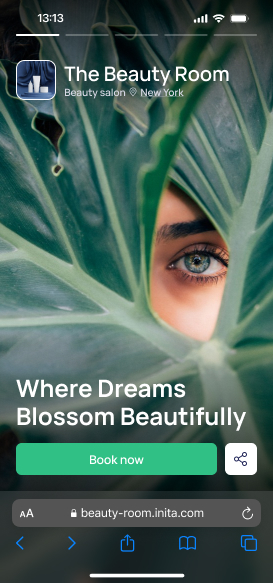 13:13
The Beauty Room
Beauty salon New York
Where Dreams
Blossom Beautifully
Book now
AA beauty-room.inita.com